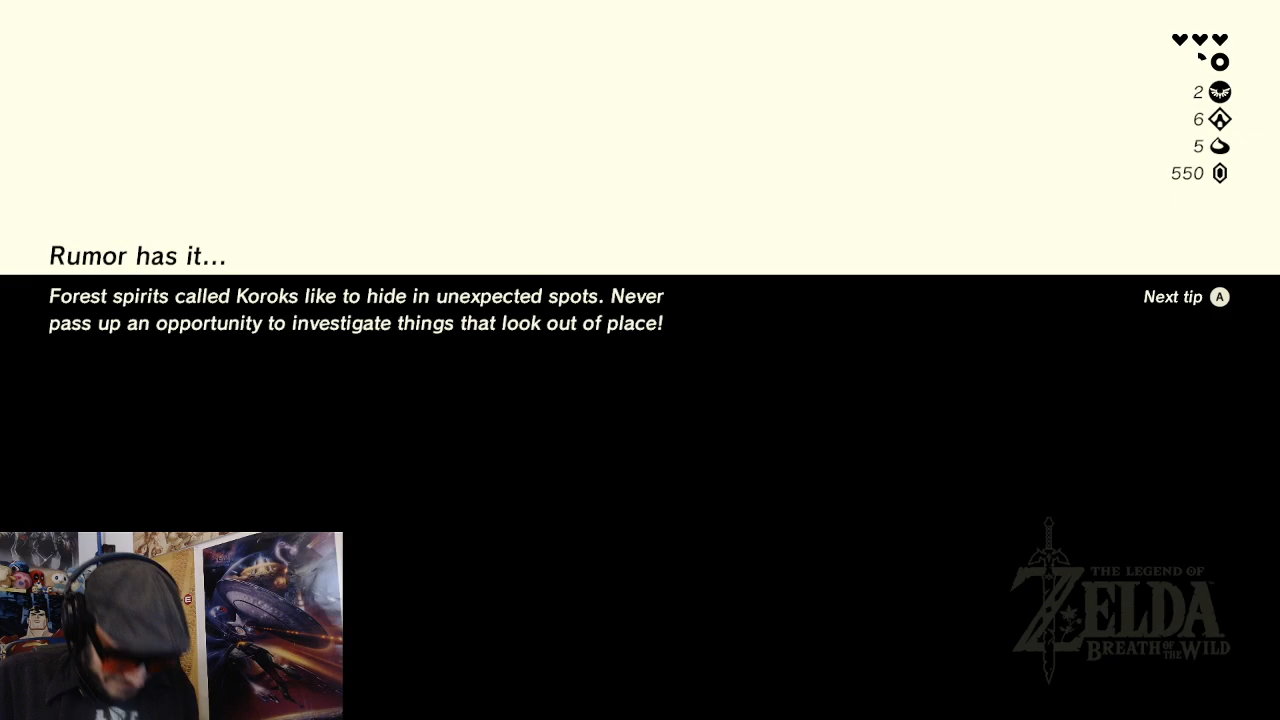 2
6
5
550
Rumor has it...
Forest spirits called Koroks like to hide in unexpected spots. Never
pass up an opportunity to investigate things that look out of place!
Next tip A
THE LEGEND OF
ZELDA
BREATH OF THE WILD